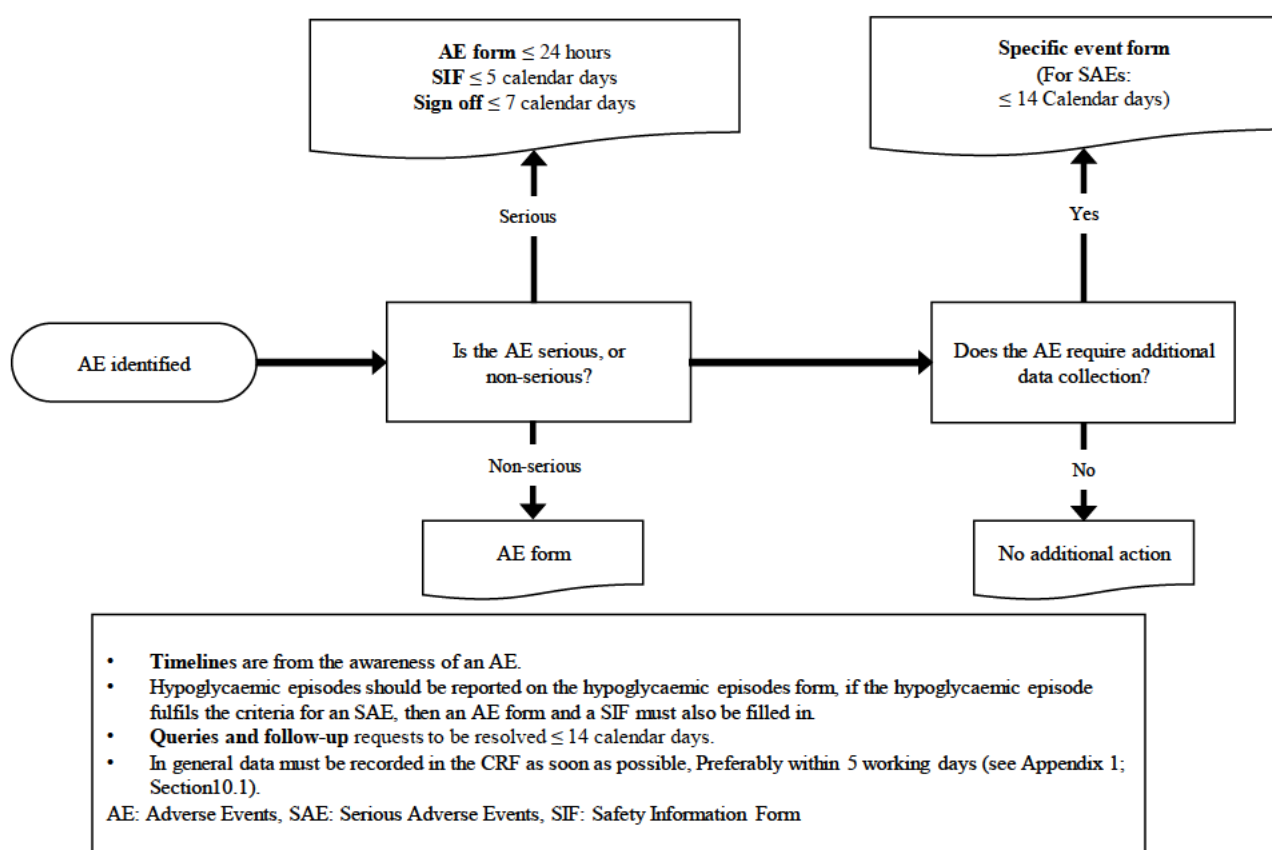 AE form ≤ 24 hours
SIF ≤ 5 calendar days
Sign off ≤ 7 calendar days
Specific event form
(For SAEs:
≤ 14 Calendar days)
Serious
Yes
AE identified
Is the AE serious, or
non-serious?
Does the AE require additional
data collection?
Non-serious
No
AE form
No additional action
• Timelines are from the awareness of an AE.
• Hypoglycaemic episodes should be reported on the hypoglycaemic episodes form, if the hypoglycaemic episode
fulfils the criteria for an SAE, then an AE form and a SIF must also be filled in.
• Queries and follow-up requests to be resolved ≤ 14 calendar days.
• In general data must be recorded in the CRF as soon as possible, Preferably within 5 working days (see Appendix 1;
Section10.1).
AE: Adverse Events, SAE: Serious Adverse Events, SIF: Safety Information Form